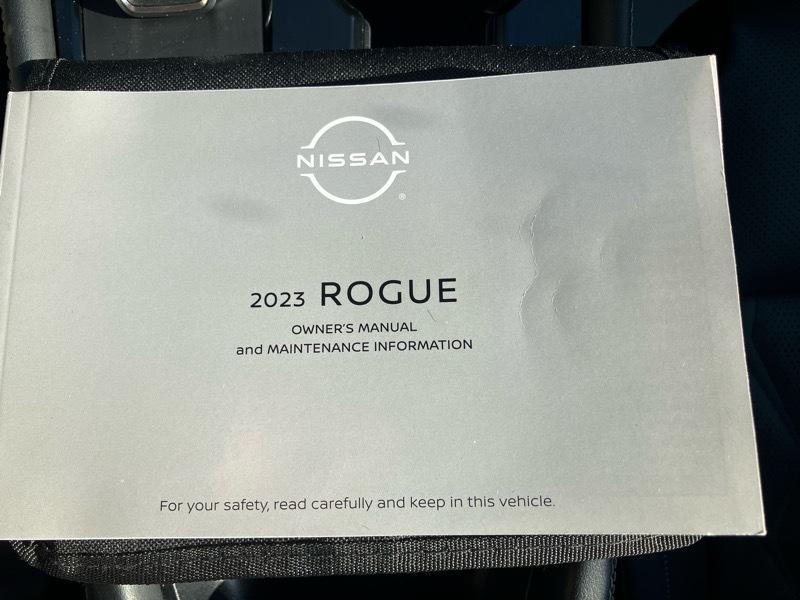 NISSAN
®
2023 ROGUE
OWNER'S MANUAL
and MAINTENANCE INFORMATION
For your safety, read carefully and keep in this vehicle.